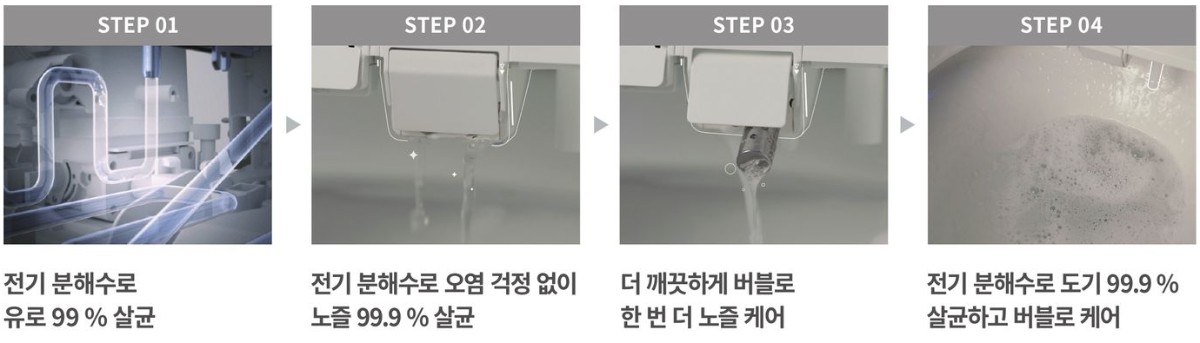 STEP 01
전기 분해수로
유로 99 % 살균
STEP 02
전기 분해수로 오염 걱정 없이
노즐 99.9 % 살균
STEP 03
더 깨끗하게 버블로
한 번 더 노즐 케어
STEP 04
전기 분해수로 도기 99.9 %
살균하고 버블로 케어